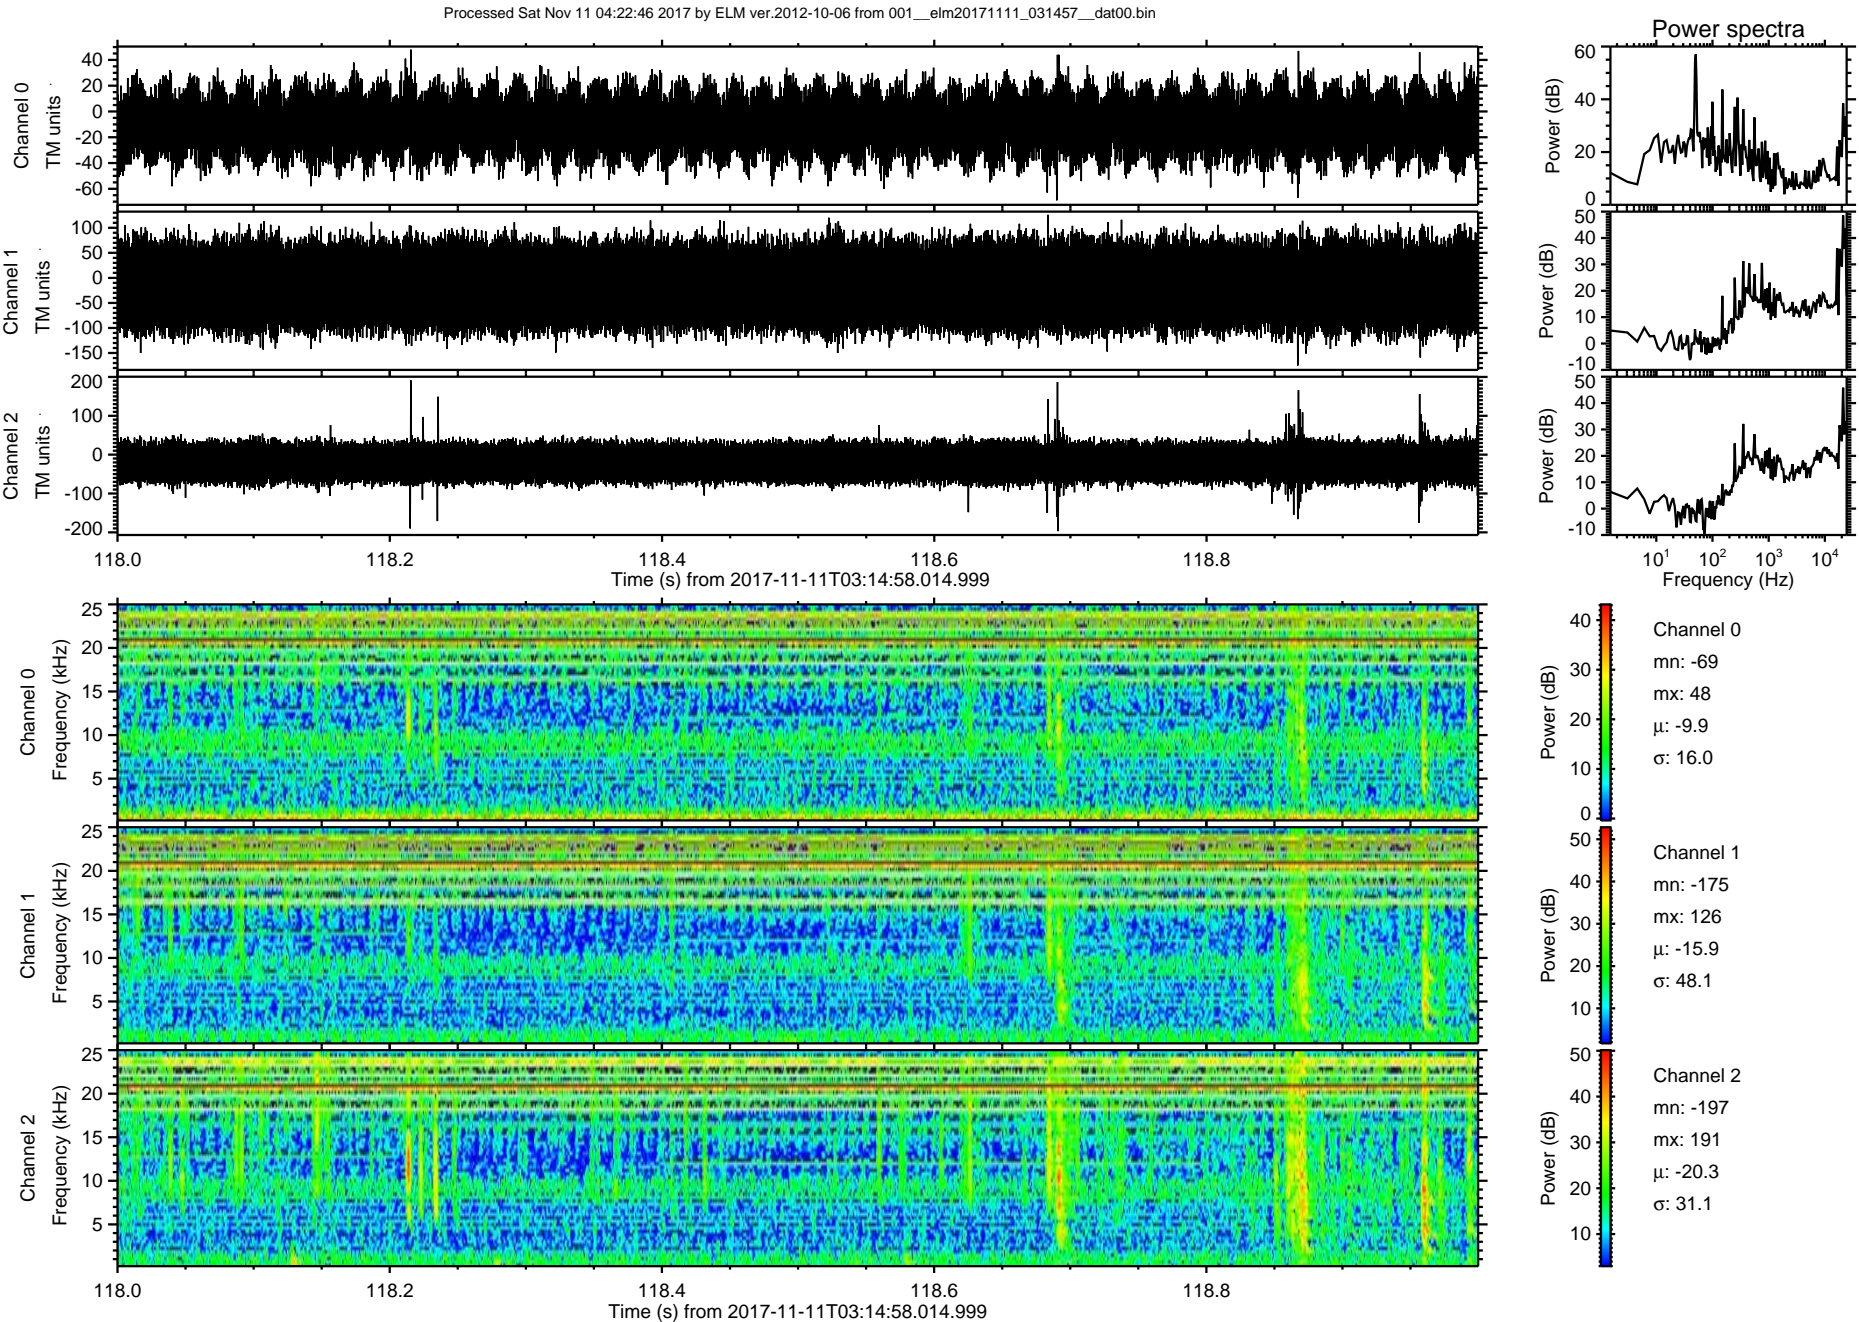 Processed Sat Nov 11 04:22:46 2017 by ELM ver.2012-10-06 from 001__elm20171111_031457__dat00.bin
Power spectra
Channel 0
TM units
40
20
0
-20
-40
-60
Power (dB)
60
40
20
0
Channel 1
TM units
100
50
0
-50
-100
-150
Power (dB)
50
40
30
20
10
0
-10
Channel 2
TM units
200
100
0
-100
-200
Power (dB)
50
40
30
20
10
0
-10
118.0 118.2 118.4 118.6 118.8
Time (s) from 2017-11-11T03:14:58.014.999
10¹ 10² 10³ 10⁴
Frequency (Hz)
Channel 0
Frequency (kHz)
25
20
15
10
5
Power (dB)
40
30
20
10
0
Channel 0
mn: -69
mx: 48
μ: -9.9
σ: 16.0
Channel 1
Frequency (kHz)
25
20
15
10
5
Power (dB)
50
40
30
20
10
Channel 1
mn: -175
mx: 126
μ: -15.9
σ: 48.1
Channel 2
Frequency (kHz)
25
20
15
10
5
Power (dB)
50
40
30
20
10
Channel 2
mn: -197
mx: 191
μ: -20.3
σ: 31.1
118.0 118.2 118.4 118.6 118.8
Time (s) from 2017-11-11T03:14:58.014.999